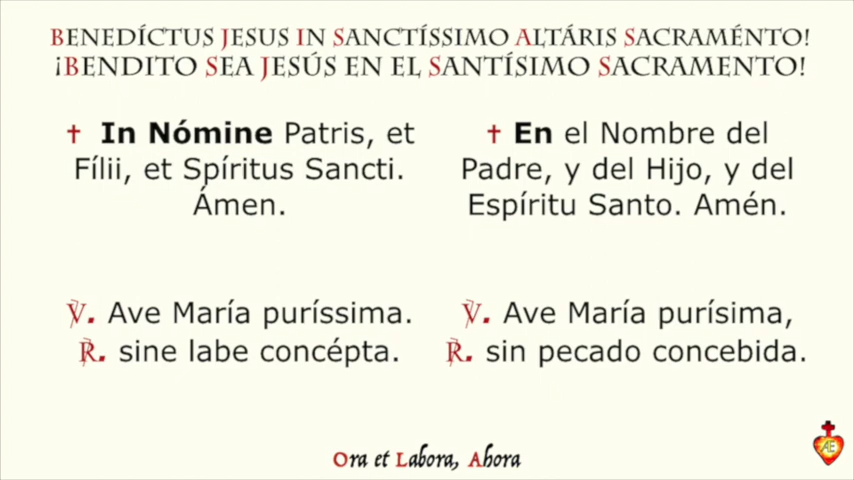 BENEDÍCTUS JESUS IN SANCTÍSSIMO ALTÁRIS SACRAMÉNTO!
¡BENDITO SEA JESÚS EN EL SANTÍSIMO SACRAMENTO!
✝ In Nómine Patris, et
Fílii, et Spíritus Sancti.
Ámen.
✝ En el Nombre del
Padre, y del Hijo, y del
Espíritu Santo. Amén.
℣. Ave María puríssima.
℟. sine labe concépta.
℣. Ave María purísima,
℟. sin pecado concebida.
Ora et Labora, Ahora
AE